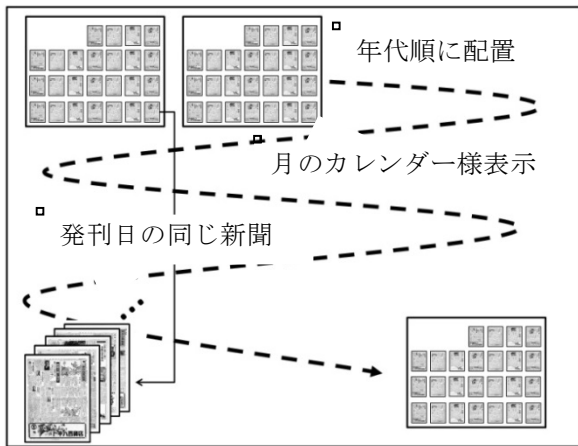 年代順に配置
月のカレンダー様表示
発刊日の同じ新聞